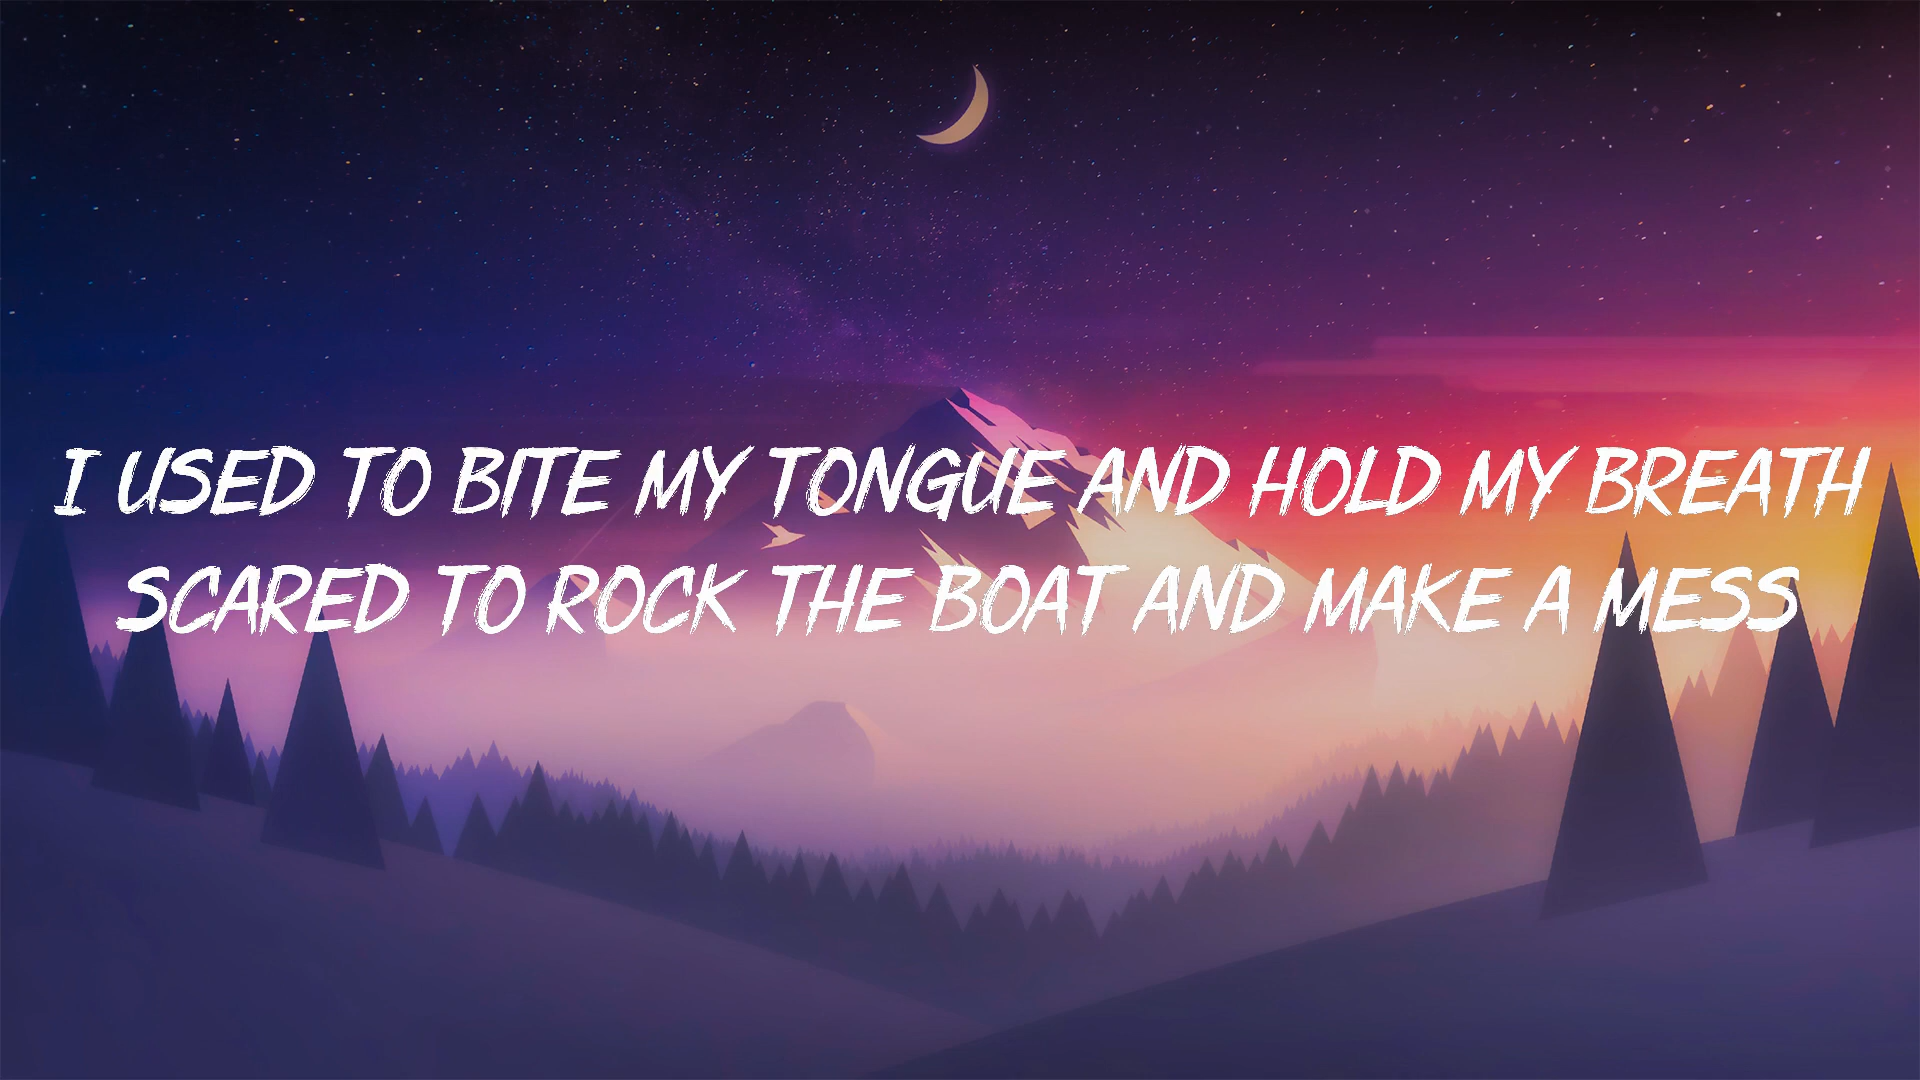 I USED TO BITE MY TONGUE AND HOLD MY BREATH
SCARED TO ROCK THE BOAT AND MAKE A MESS